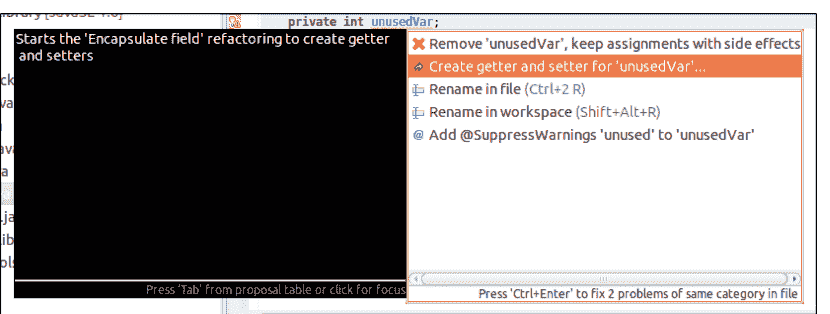 private int unusedVar;
Starts the 'Encapsulate field' refactoring to create getter
and setters
Press 'Tab' from proposal table or click for focus
Remove 'unusedVar', keep assignments with side effects
Create getter and setter for 'unusedVar'...
Rename in file (Ctrl+2 R)
Rename in workspace (Shift+Alt+R)
@ Add @SuppressWarnings 'unused' to 'unusedVar'
Press 'Ctrl+Enter' to fix 2 problems of same category in file